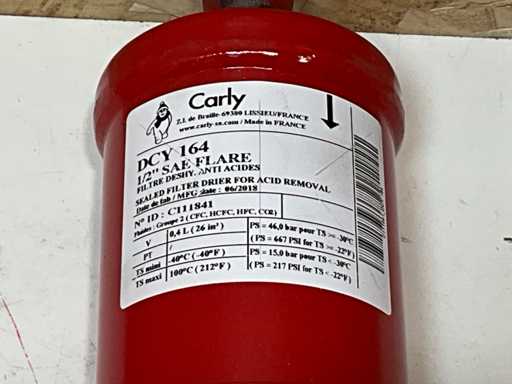 Carly
Z.I. de Braille-69380 LISSIEU/FRANCE
www.carly-sa.com / Made in FRANCE
DCY 164
1/2" SAE FLARE
FILTRE DESHY. ANTI ACIDES
SEALED FILTER DRIER FOR ACID REMOVAL
Date de fab / MFG date : 06/2018
N° ID : C111841
Fluides : Groupe 2 ( CFC, HCFC, HFC, CO2)
V 0,4 L ( 26 in³ ) PS = 46,0 bar pour TS >= -30°C
( PS = 667 PSI for TS >= -22°F )
PT / PS = 15,0 bar pour TS < -30°C
TS mini -40°C ( -40°F ) ( PS = 217 PSI for TS < -22°F )
TS maxi 100°C ( 212°F )